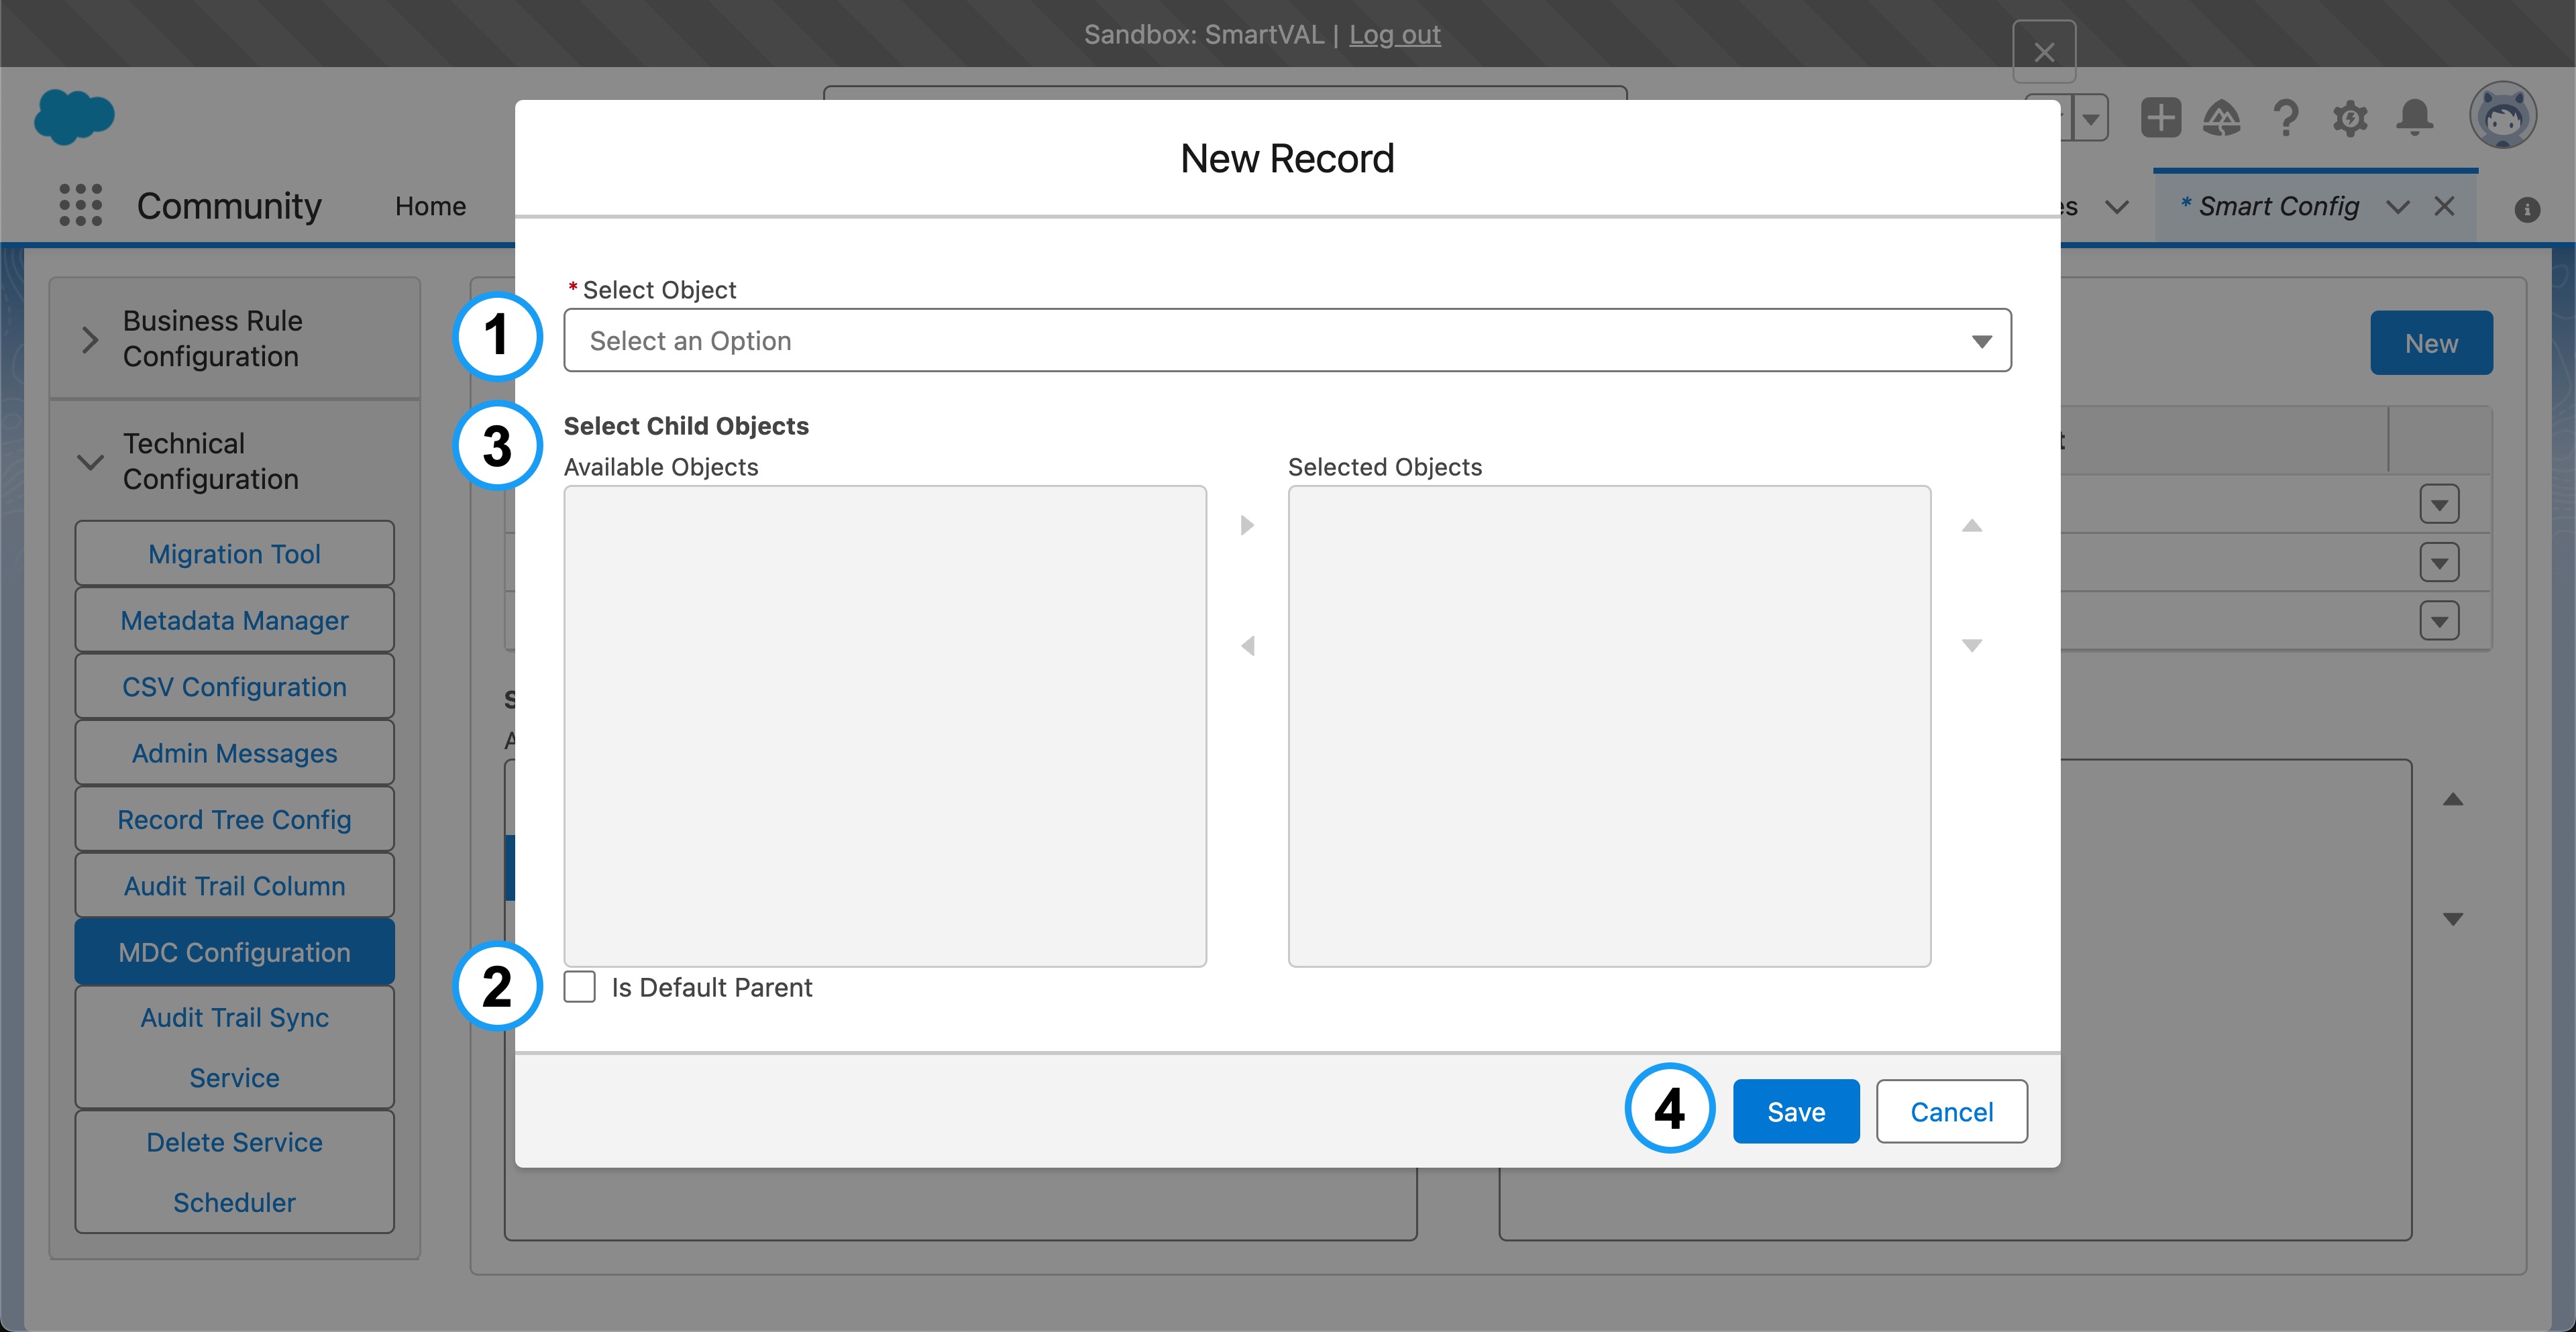 Sandbox: SmartVAL | Log out
Community
Home
es
* Smart Config
New Record
Business Rule
Configuration
Technical
Configuration
Migration Tool
Metadata Manager
CSV Configuration
Admin Messages
Record Tree Config
Audit Trail Column
MDC Configuration
Audit Trail Sync
Service
Delete Service
Scheduler
1
* Select Object
Select an Option
New
3
Select Child Objects
Available Objects
Selected Objects
2
Is Default Parent
4
Save
Cancel